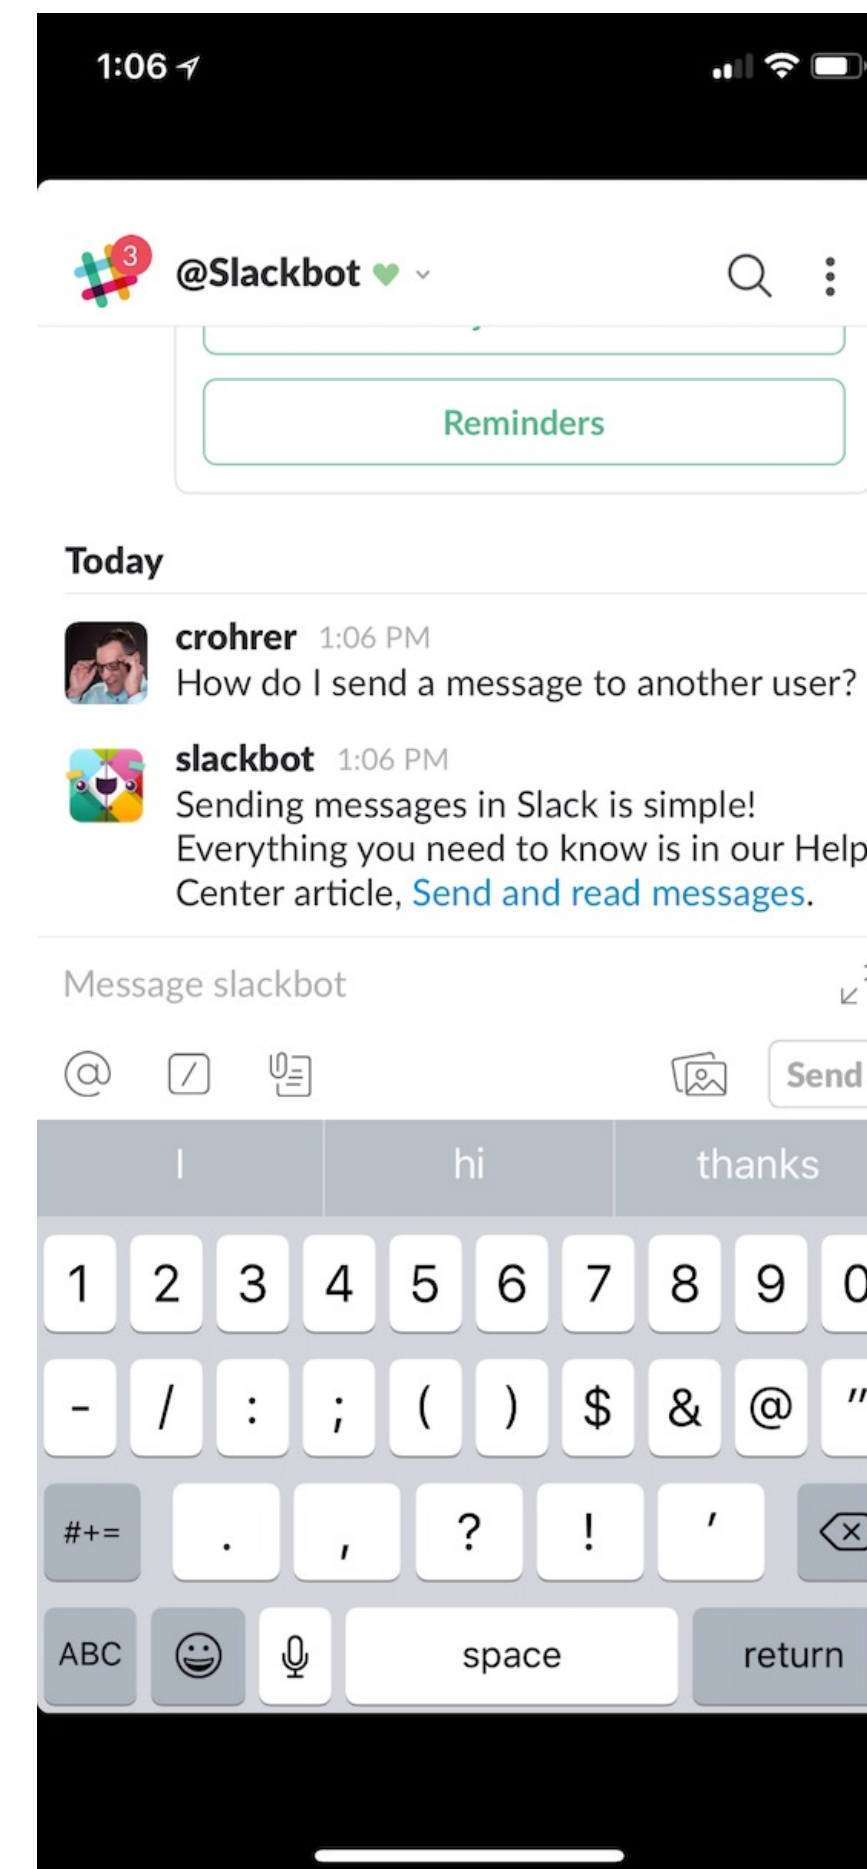 1:06
3
@Slackbot
Reminders
Today
crohrer 1:06 PM
How do I send a message to another user?
slackbot 1:06 PM
Sending messages in Slack is simple!
Everything you need to know is in our Help
Center article, Send and read messages.
Message slackbot
Send
I hi thanks
1 2 3 4 5 6 7 8 9 0
- / : ; ( ) $ & @ "
#+= . , ? ! '
ABC space return